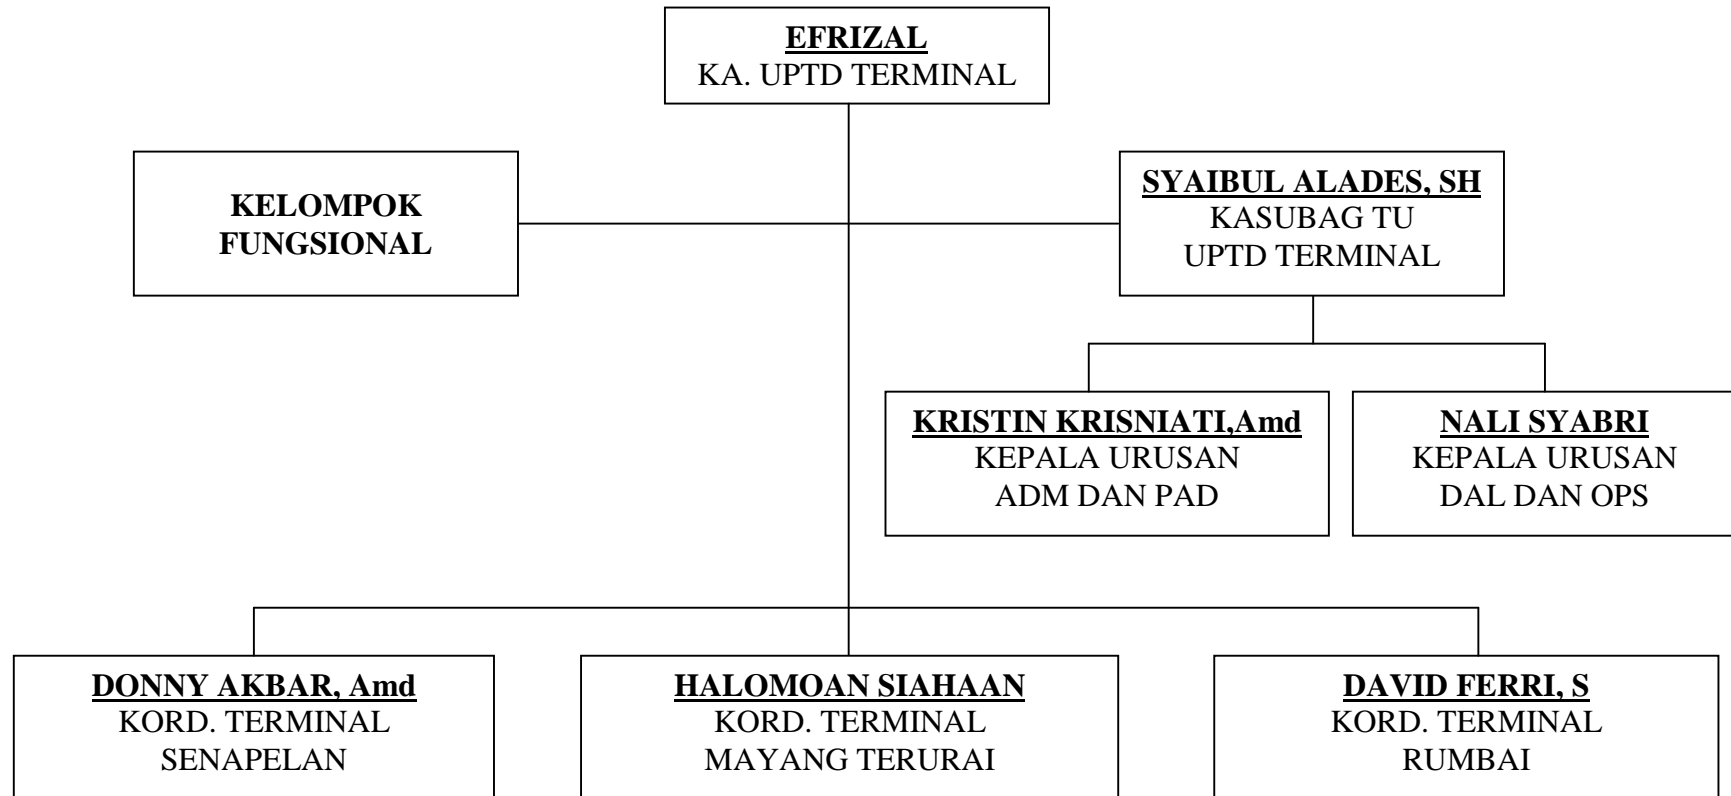 EFRIZAL
KA. UPTD TERMINAL
KELOMPOK
FUNGSIONAL
SYAIBUL ALADES, SH
KASUBAG TU
UPTD TERMINAL
KRISTIN KRISNIATI,Amd
KEPALA URUSAN
ADM DAN PAD
NALI SYABRI
KEPALA URUSAN
DAL DAN OPS
DONNY AKBAR, Amd
KORD. TERMINAL
SENAPELAN
HALOMOAN SIAHAAN
KORD. TERMINAL
MAYANG TERURAI
DAVID FERRI, S
KORD. TERMINAL
RUMBAI